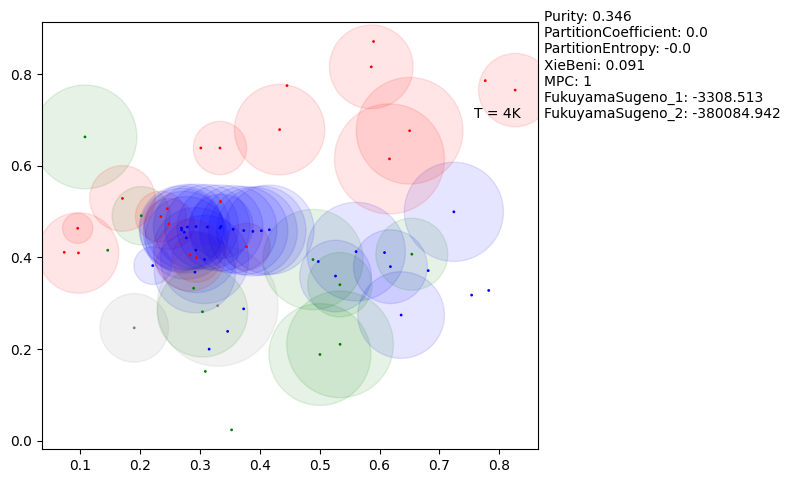 Purity: 0.346
PartitionCoefficient: 0.0
PartitionEntropy: -0.0
XieBeni: 0.091
MPC: 1
FukuyamaSugeno_1: -3308.513
FukuyamaSugeno_2: -380084.942
T = 4K
0.8
0.6
0.4
0.2
0.0
0.1 0.2 0.3 0.4 0.5 0.6 0.7 0.8